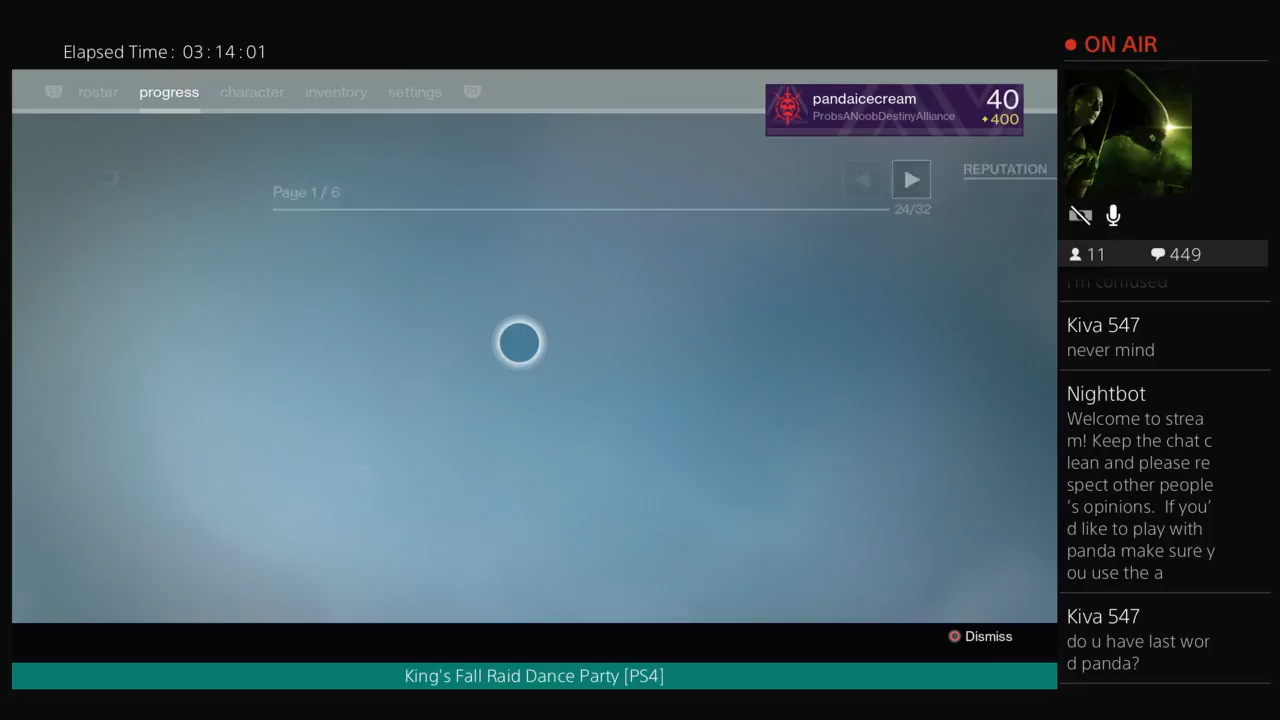 Elapsed Time: 03:14:01
ON AIR
roster progress character inventory settings
pandaicecream
ProbsANoobDestinyAlliance
40
400
Page 1 / 6
24/32
REPUTATION
11 449
I'm confused
Kiva 547
never mind
Nightbot
Welcome to strea
m! Keep the chat c
lean and please re
spect other people
's opinions. If you'
d like to play with
panda make sure y
ou use the a
Kiva 547
do u have last wor
d panda?
Dismiss
King's Fall Raid Dance Party [PS4]